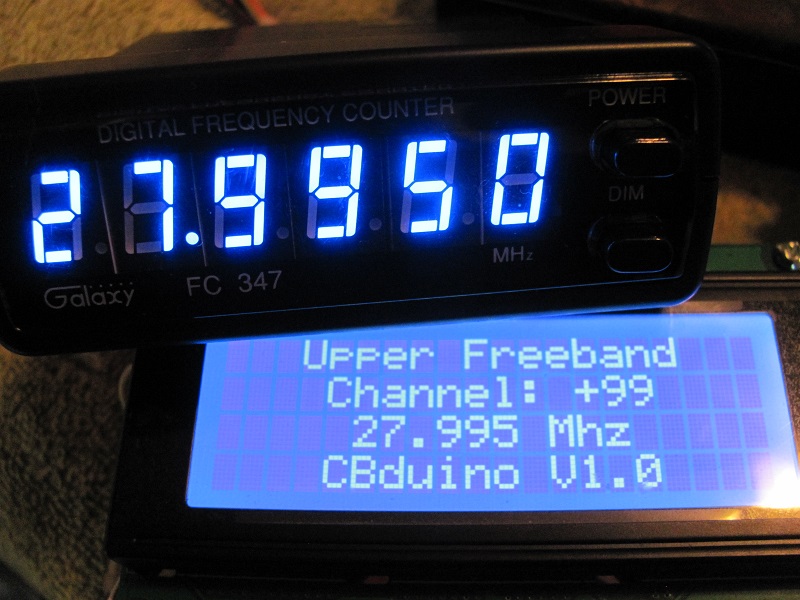 DIGITAL FREQUENCY COUNTER
POWER
27.9950
DIM
MHz
Galaxy
FC 347
Upper Freeband
Channel: +99
27.995 Mhz
CBduino V1.0